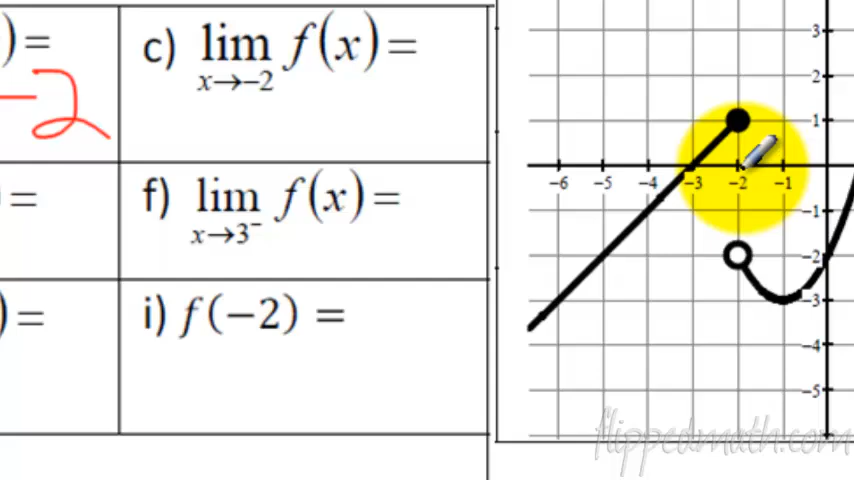 ) =
-2
c) lim f(x) =
x→-2
=
f) lim f(x) =
x→3⁻
) =
i) f(-2) =
3
2
1
-6 -5 -4 -3 -2 -1
-1
-2
-3
-4
-5
flippedmath.com